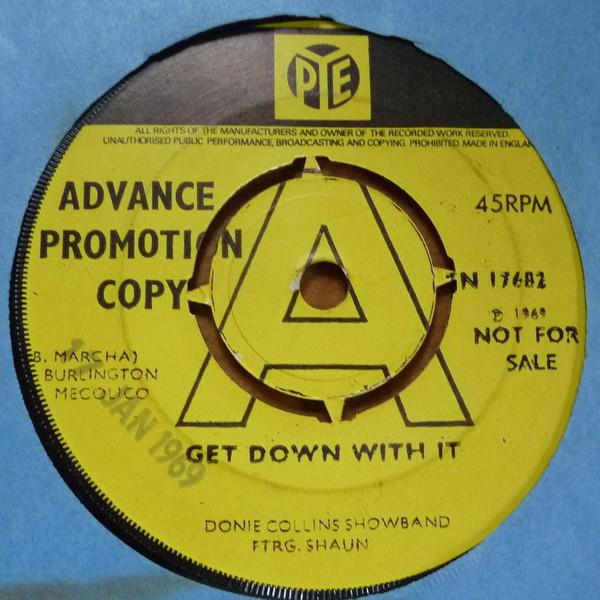 PYE
ALL RIGHTS OF THE MANUFACTURERS AND OWNER OF THE RECORDED WORK RESERVED.
UNAUTHORISED PUBLIC PERFORMANCE, BROADCASTING AND COPYING PROHIBITED. MADE IN ENGLAN
ADVANCE
PROMOTION
COPY
A
45RPM
7N 17682
℗ 1969
NOT FOR
SALE
B. MARCHA)
BURLINGTON
MECOLICO
JAN 1969
GET DOWN WITH IT
DONIE COLLINS SHOWBAND
FTRG. SHAUN